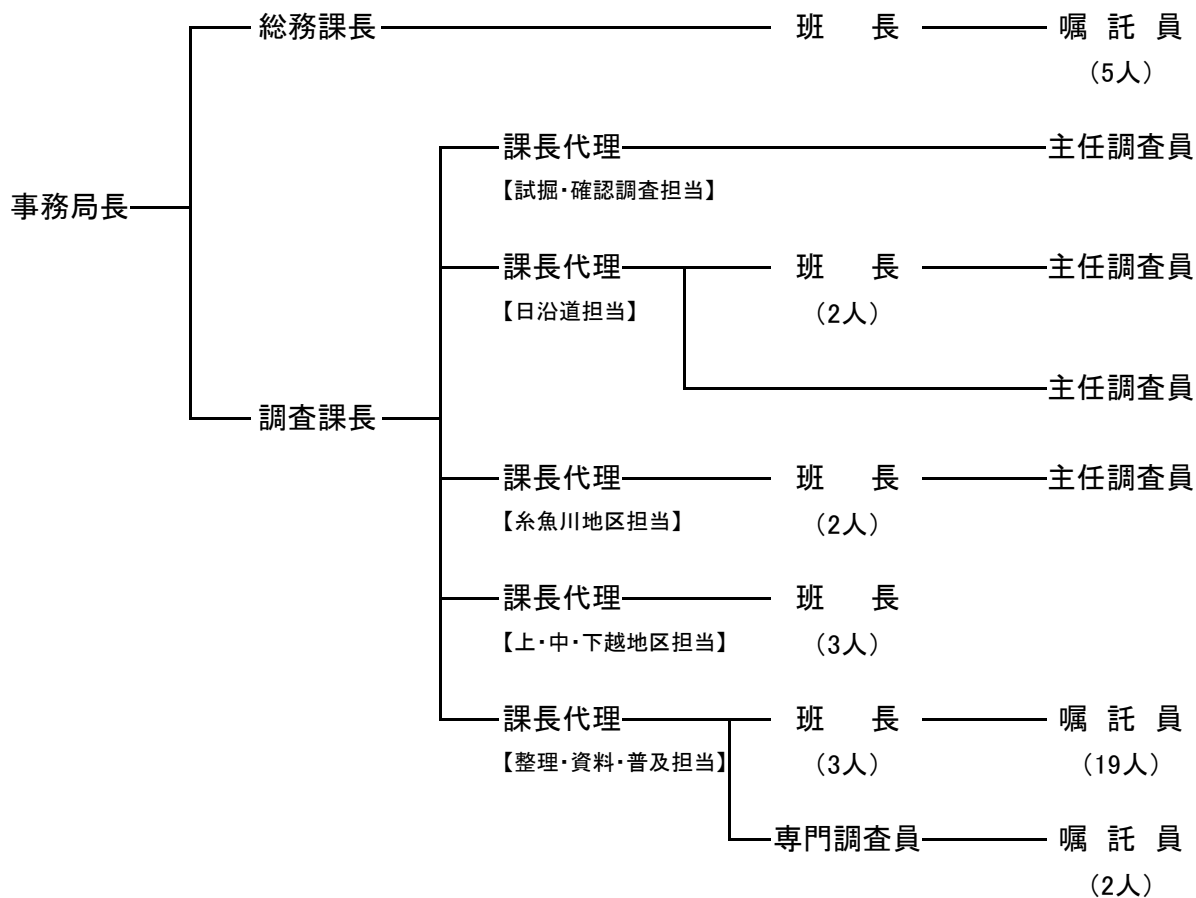 総務課長 班 長 嘱 託 員
（5人）
課長代理 主任調査員
【試掘・確認調査担当】
事務局長
課長代理 班 長 主任調査員
【日沿道担当】 （2人）
主任調査員
調査課長
課長代理 班 長 主任調査員
【糸魚川地区担当】 （2人）
課長代理 班 長
【上・中・下越地区担当】 （3人）
課長代理 班 長 嘱 託 員
【整理・資料・普及担当】 （3人） （19人）
専門調査員 嘱 託 員
（2人）